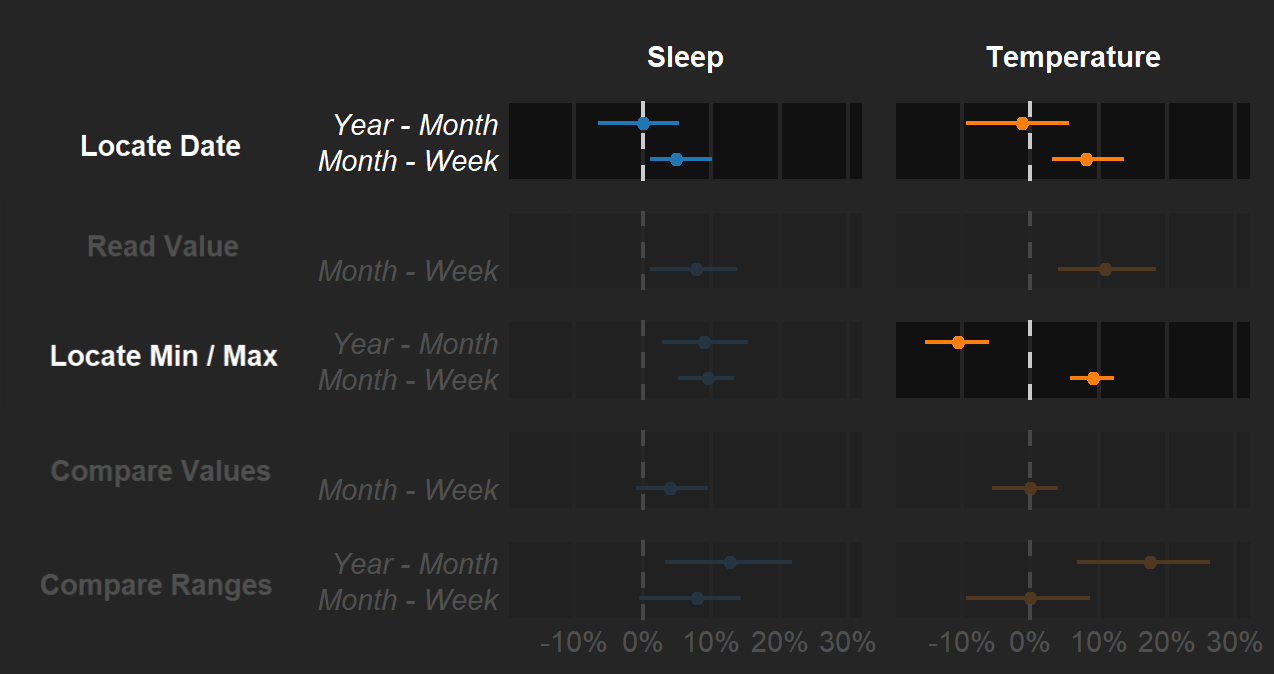 Sleep Temperature
Locate Date
Year - Month
Month - Week
Read Value
Month - Week
Locate Min / Max
Year - Month
Month - Week
Compare Values
Month - Week
Compare Ranges
Year - Month
Month - Week
-10% 0% 10% 20% 30% -10% 0% 10% 20% 30%